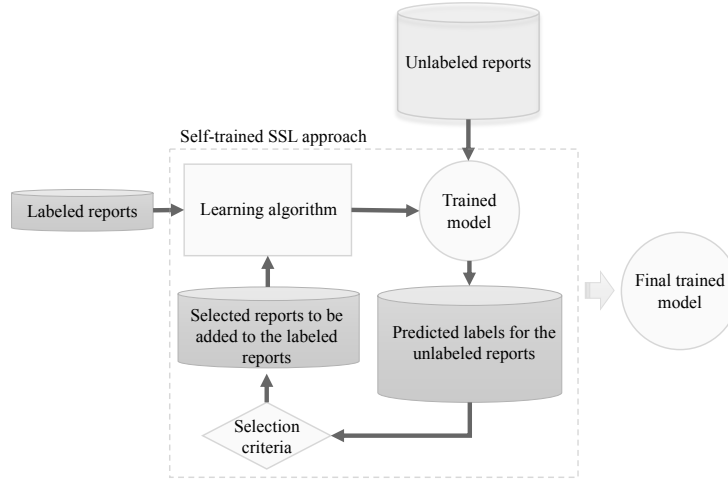 Unlabeled reports
Self-trained SSL approach
Labeled reports
Learning algorithm
Trained
model
Final trained
model
Selected reports to be
added to the labeled
reports
Predicted labels for the
unlabeled reports
Selection
criteria